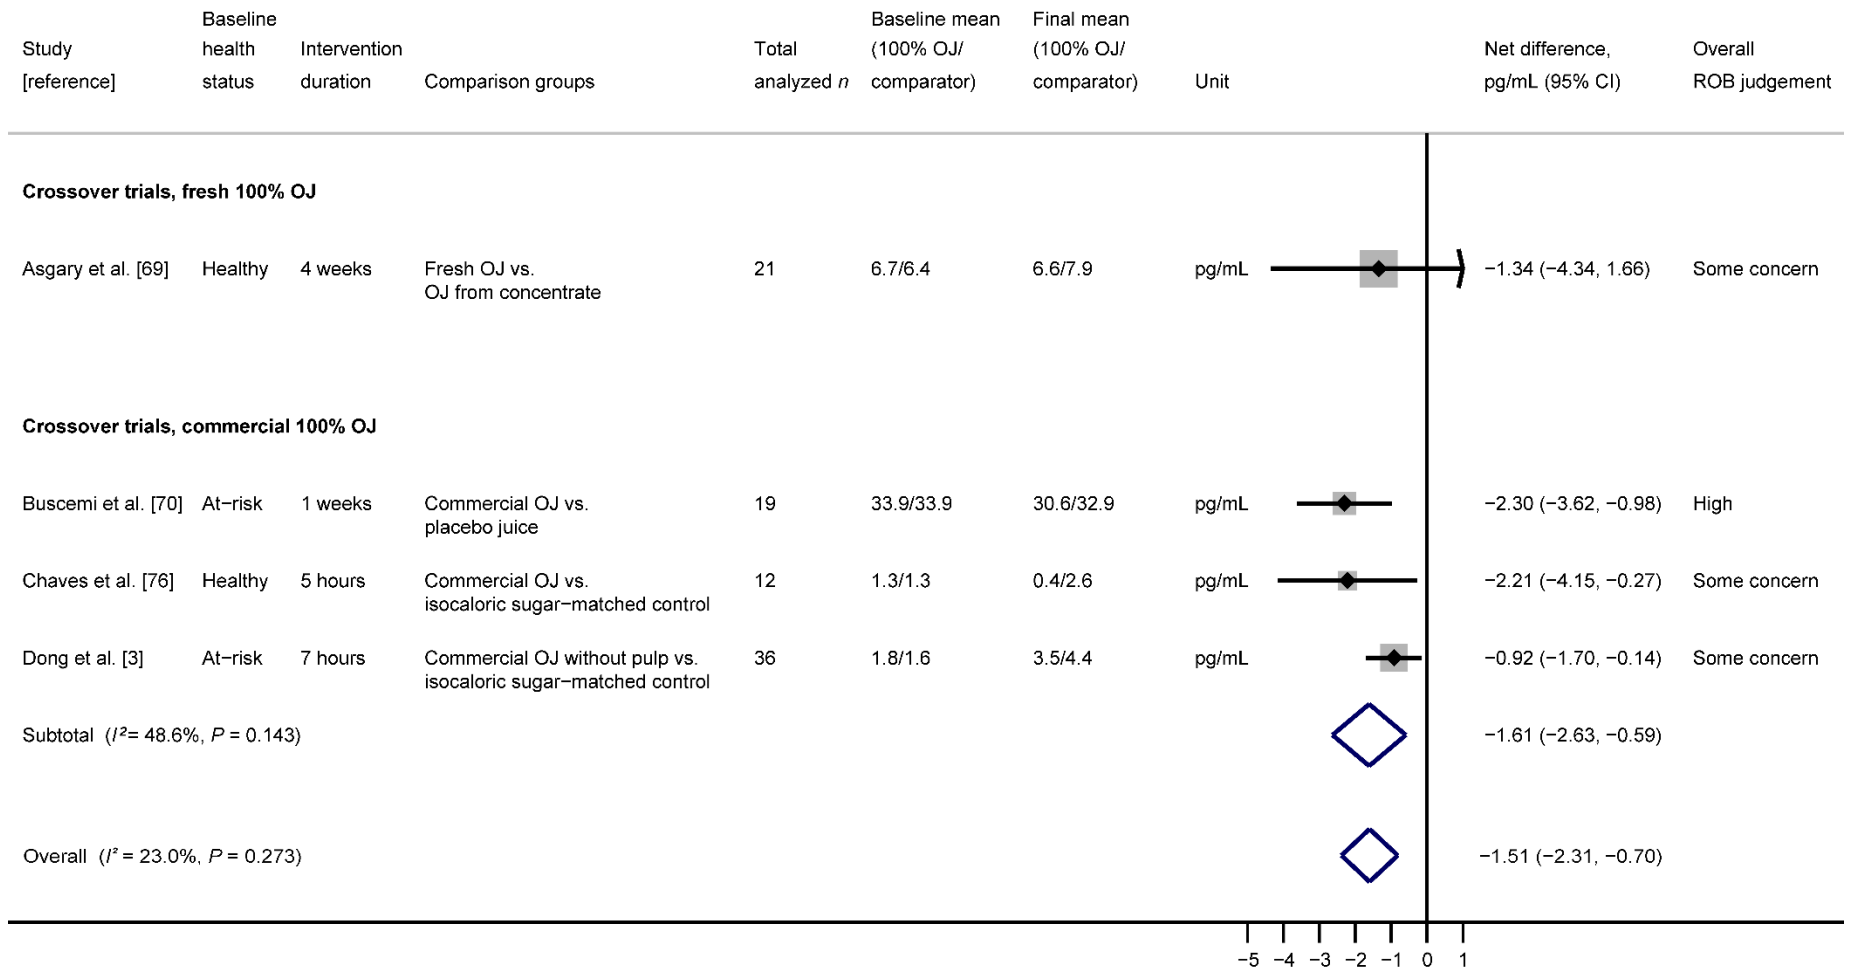 Study [reference] Baseline health status Intervention duration Comparison groups Total analyzed n Baseline mean (100% OJ/ comparator) Final mean (100% OJ/ comparator) Unit Net difference, pg/mL (95% CI) Overall ROB judgement
Crossover trials, fresh 100% OJ
Asgary et al. [69] Healthy 4 weeks Fresh OJ vs. 21 6.7/6.4 6.6/7.9 pg/mL −1.34 (−4.34, 1.66) Some concern
OJ from concentrate
Crossover trials, commercial 100% OJ
Buscemi et al. [70] At−risk 1 weeks Commercial OJ vs. 19 33.9/33.9 30.6/32.9 pg/mL −2.30 (−3.62, −0.98) High
placebo juice
Chaves et al. [76] Healthy 5 hours Commercial OJ vs. 12 1.3/1.3 0.4/2.6 pg/mL −2.21 (−4.15, −0.27) Some concern
isocaloric sugar−matched control
Dong et al. [3] At−risk 7 hours Commercial OJ without pulp vs. 36 1.8/1.6 3.5/4.4 pg/mL −0.92 (−1.70, −0.14) Some concern
isocaloric sugar−matched control
Subtotal (I²= 48.6%, P = 0.143) −1.61 (−2.63, −0.59)
Overall (I² = 23.0%, P = 0.273) −1.51 (−2.31, −0.70)
−5 −4 −3 −2 −1 0 1